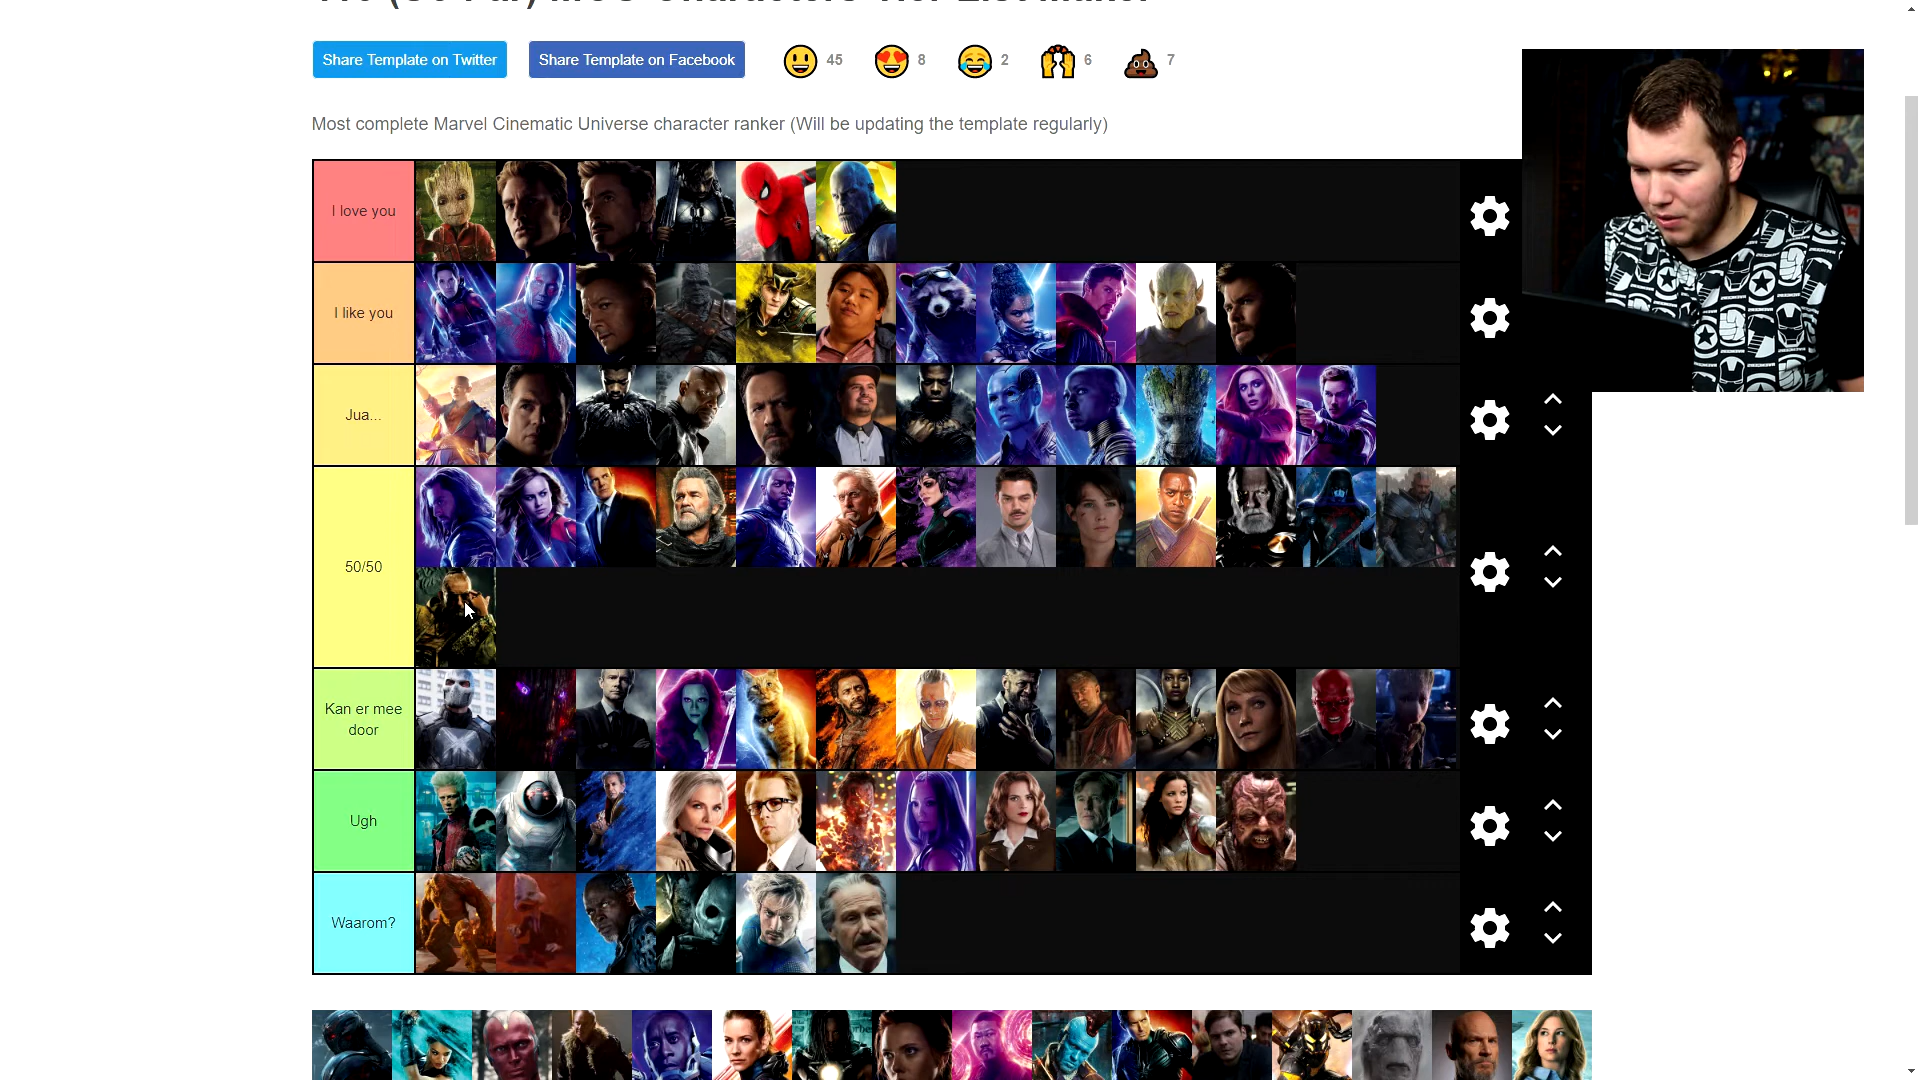 Share Template on Twitter
Share Template on Facebook
45
8
2
6
7
Most complete Marvel Cinematic Universe character ranker (Will be updating the template regularly)
I love you
I like you
Jua...
50/50
Kan er mee
door
Ugh
Waarom?